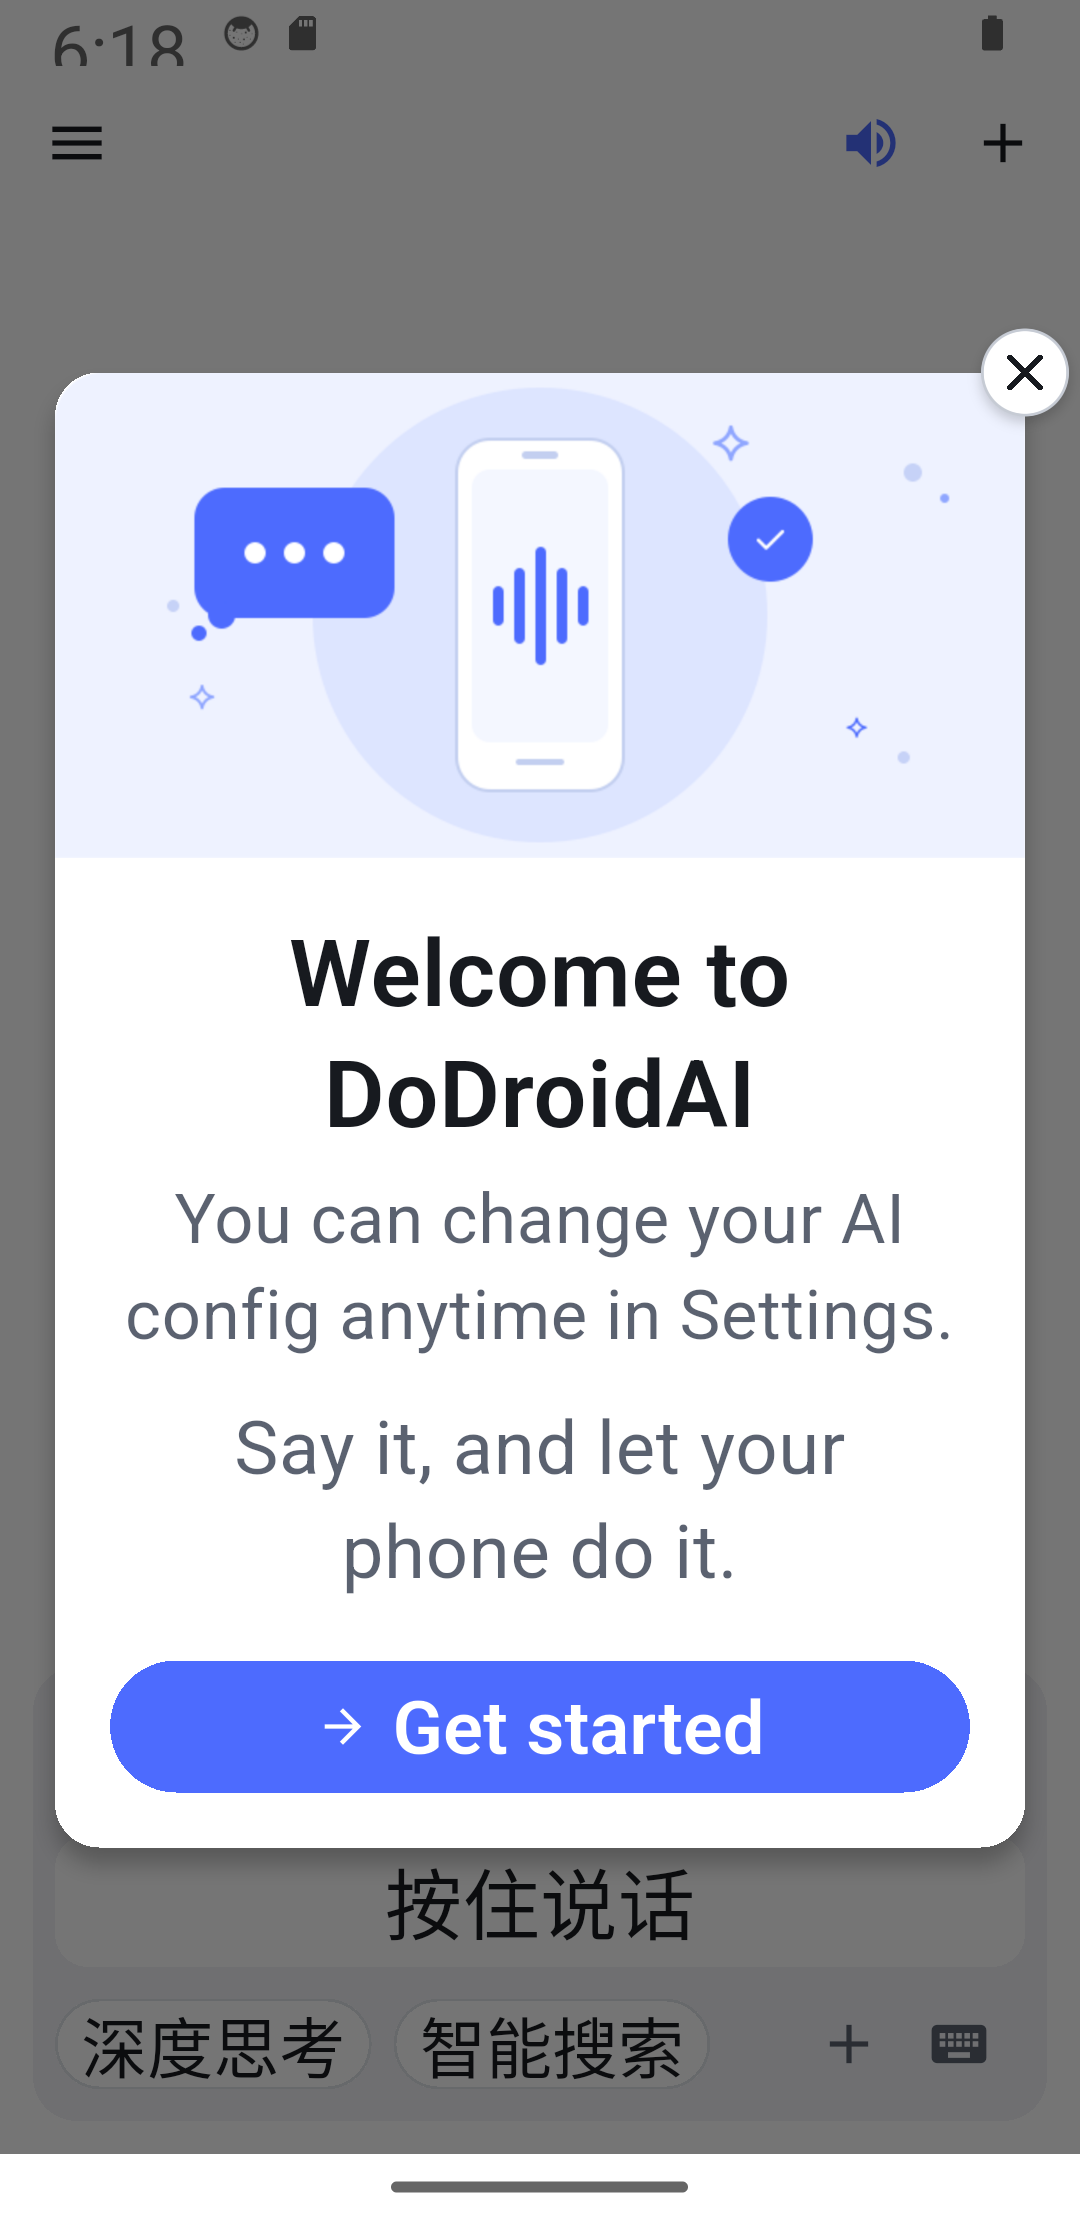 6:18
Welcome to
DoDroidAI
You can change your AI
config anytime in Settings.
Say it, and let your
phone do it.
Get started
按住说话
深度思考 智能搜索